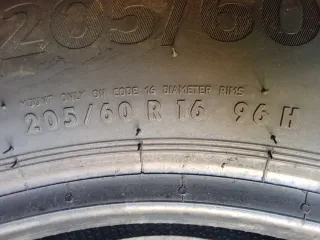 205/60
MOUNT ONLY ON CODE 16 DIAMETER RIMS
205/60 R 16 96 H